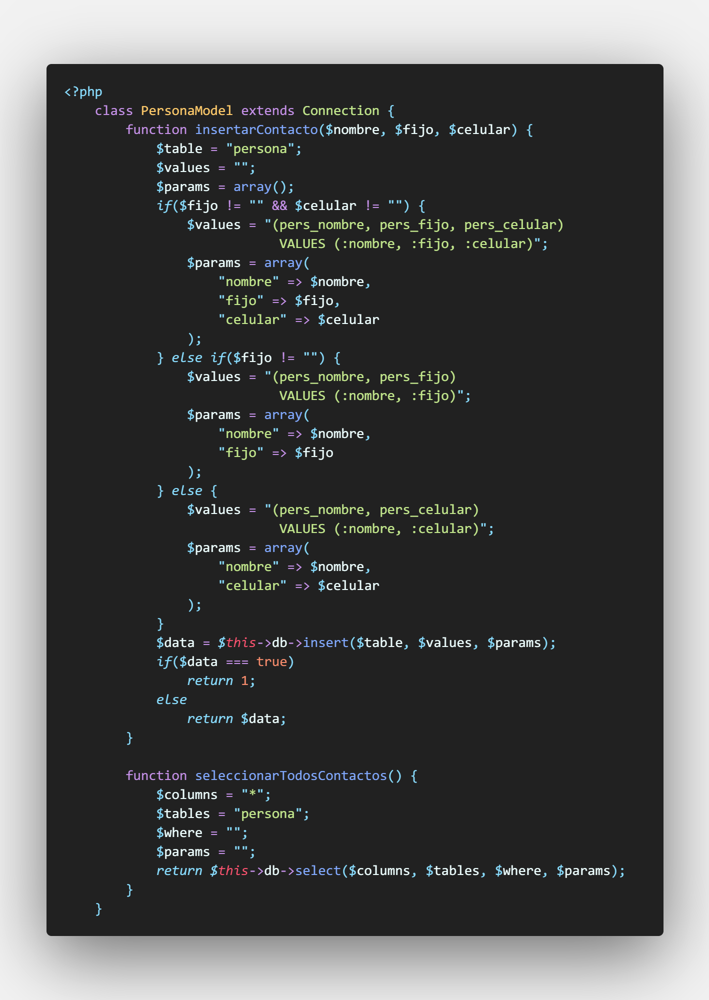 <?php
    class PersonaModel extends Connection {
        function insertarContacto($nombre, $fijo, $celular) {
            $table = "persona";
            $values = "";
            $params = array();
            if($fijo != "" && $celular != "") {
                $values = "(pers_nombre, pers_fijo, pers_celular)
                            VALUES (:nombre, :fijo, :celular)";
                $params = array(
                    "nombre" => $nombre,
                    "fijo" => $fijo,
                    "celular" => $celular
                );
            } else if($fijo != "") {
                $values = "(pers_nombre, pers_fijo)
                            VALUES (:nombre, :fijo)";
                $params = array(
                    "nombre" => $nombre,
                    "fijo" => $fijo
                );
            } else {
                $values = "(pers_nombre, pers_celular)
                            VALUES (:nombre, :celular)";
                $params = array(
                    "nombre" => $nombre,
                    "celular" => $celular
                );
            }
            $data = $this->db->insert($table, $values, $params);
            if($data === true)
                return 1;
            else
                return $data;
        }

        function seleccionarTodosContactos() {
            $columns = "*";
            $tables = "persona";
            $where = "";
            $params = "";
            return $this->db->select($columns, $tables, $where, $params);
        }
    }